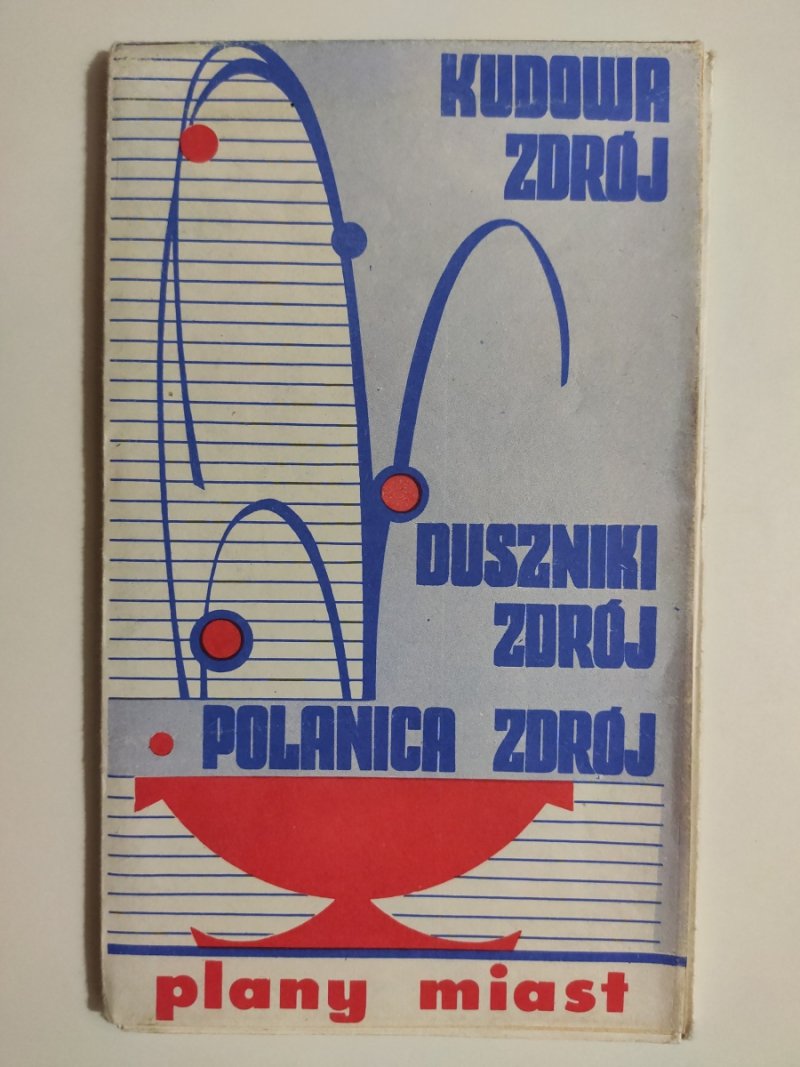 KUDOWA
ZDRÓJ
DUSZNIKI
ZDRÓJ
POLANICA ZDRÓJ
plany miast